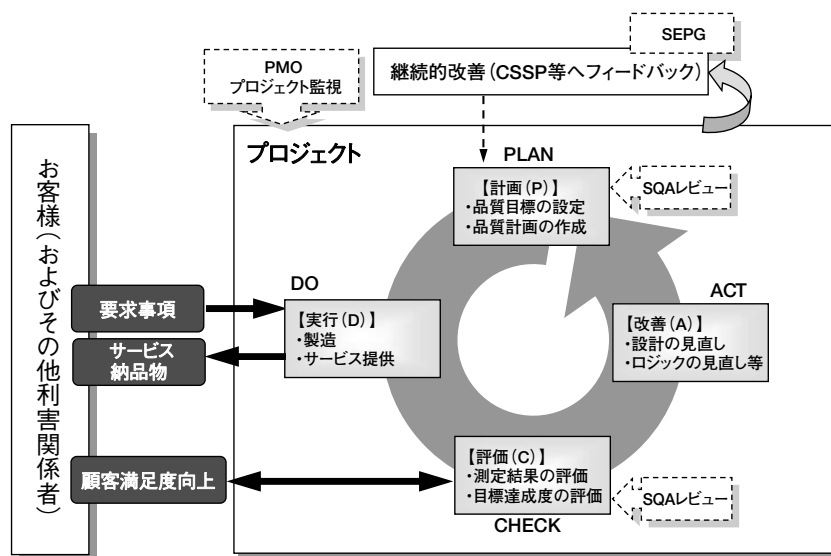 SEPG
継続的改善（CSSP等へフィードバック）
PMO
プロジェクト監視
お客様（およびその他利害関係者）
プロジェクト
PLAN
【計画（P）】
・品質目標の設定
・品質計画の作成
SQAレビュー
DO
【実行（D）】
・製造
・サービス提供
要求事項
サービス
納品物
ACT
【改善（A）】
・設計の見直し
・ロジックの見直し等
顧客満足度向上
【評価（C）】
・測定結果の評価
・目標達成度の評価
CHECK
SQAレビュー